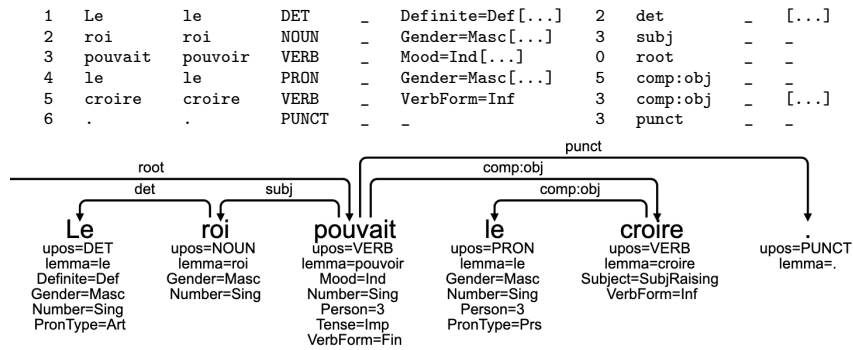 1 Le le DET _ Definite=Def[...] 2 det _ [...]
2 roi roi NOUN _ Gender=Masc[...] 3 subj _ _
3 pouvait pouvoir VERB _ Mood=Ind[...] 0 root _ _
4 le le PRON _ Gender=Masc[...] 5 comp:obj _ _
5 croire croire VERB _ VerbForm=Inf 3 comp:obj _ [...]
6 . . PUNCT _ _ 3 punct _ _
punct
root comp:obj
det subj comp:obj
Le roi pouvait le croire .
upos=DET upos=NOUN upos=VERB upos=PRON upos=VERB upos=PUNCT
lemma=le lemma=roi lemma=pouvoir lemma=le lemma=croire lemma=.
Definite=Def Gender=Masc Mood=Ind Gender=Masc Subject=SubjRaising
Gender=Masc Number=Sing Number=Sing Number=Sing VerbForm=Inf
Number=Sing Person=3 Person=3
PronType=Art Tense=Imp PronType=Prs
VerbForm=Fin